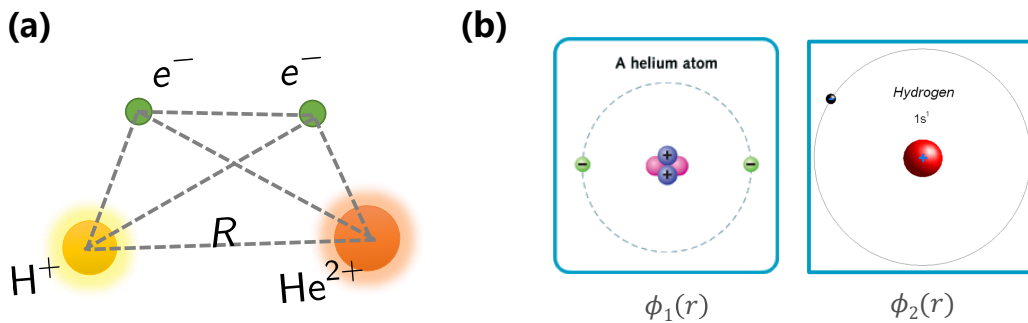 (a)
e⁻ e⁻
R
H⁺
He²⁺
(b)
A helium atom
− + −
+
ϕ₁(r)
Hydrogen
1s¹
+
ϕ₂(r)